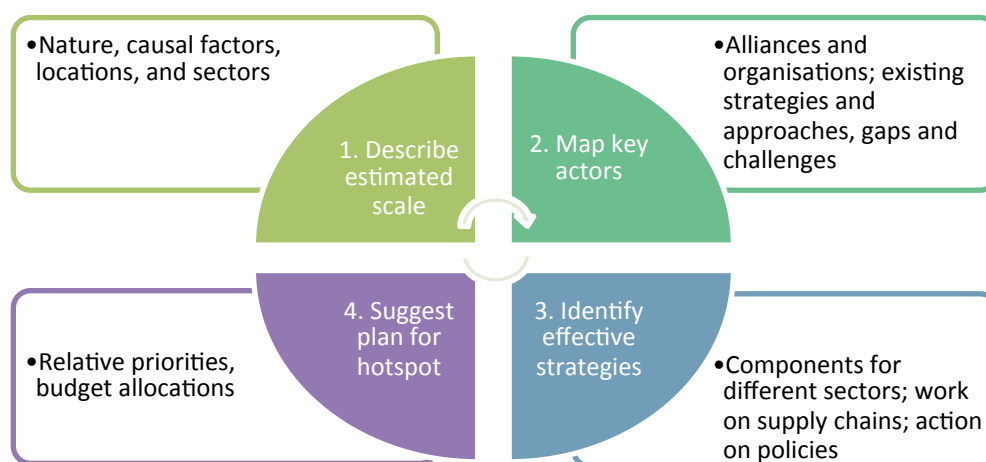 •Nature, causal factors,
locations, and sectors
•Alliances and
organisations; existing
strategies and
approaches, gaps and
challenges
1. Describe
estimated
scale
2. Map key
actors
4. Suggest
plan for
hotspot
3. Identify
effective
strategies
•Relative priorities,
budget allocations
•Components for
different sectors; work
on supply chains; action
on policies